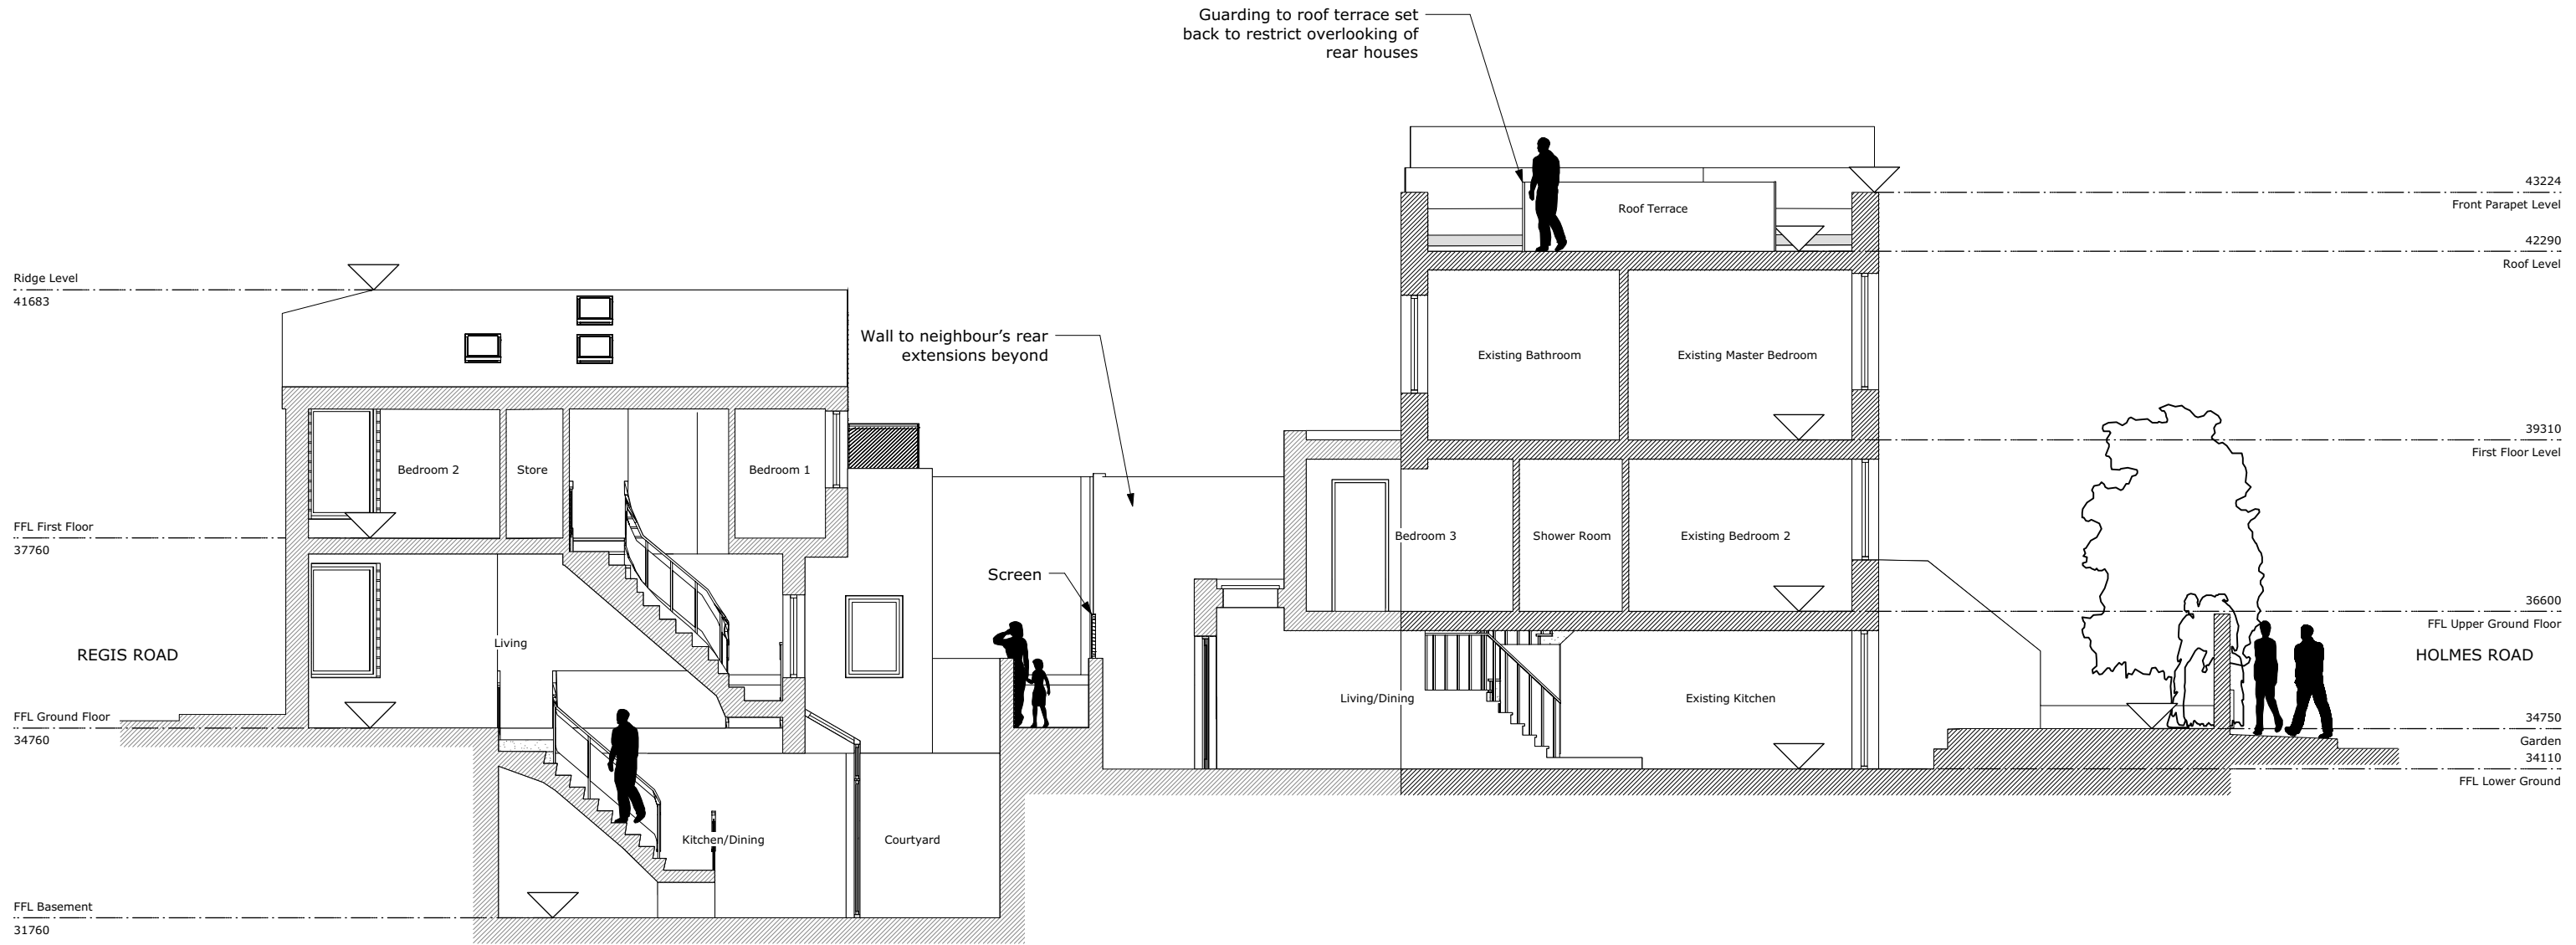 Guarding to roof terrace set
back to restrict overlooking of
rear houses
43224
Front Parapet Level
Roof Terrace
42290
Roof Level
Ridge Level
41683
Wall to neighbour's rear
extensions beyond
Existing Bathroom
Existing Master Bedroom
39310
First Floor Level
Bedroom 2
Store
Bedroom 1
FFL First Floor
37760
Bedroom 3
Shower Room
Existing Bedroom 2
Screen
36600
FFL Upper Ground Floor
Living
REGIS ROAD
HOLMES ROAD
Living/Dining
Existing Kitchen
FFL Ground Floor
34760
34750
Garden
34110
FFL Lower Ground
Kitchen/Dining
Courtyard
FFL Basement
31760